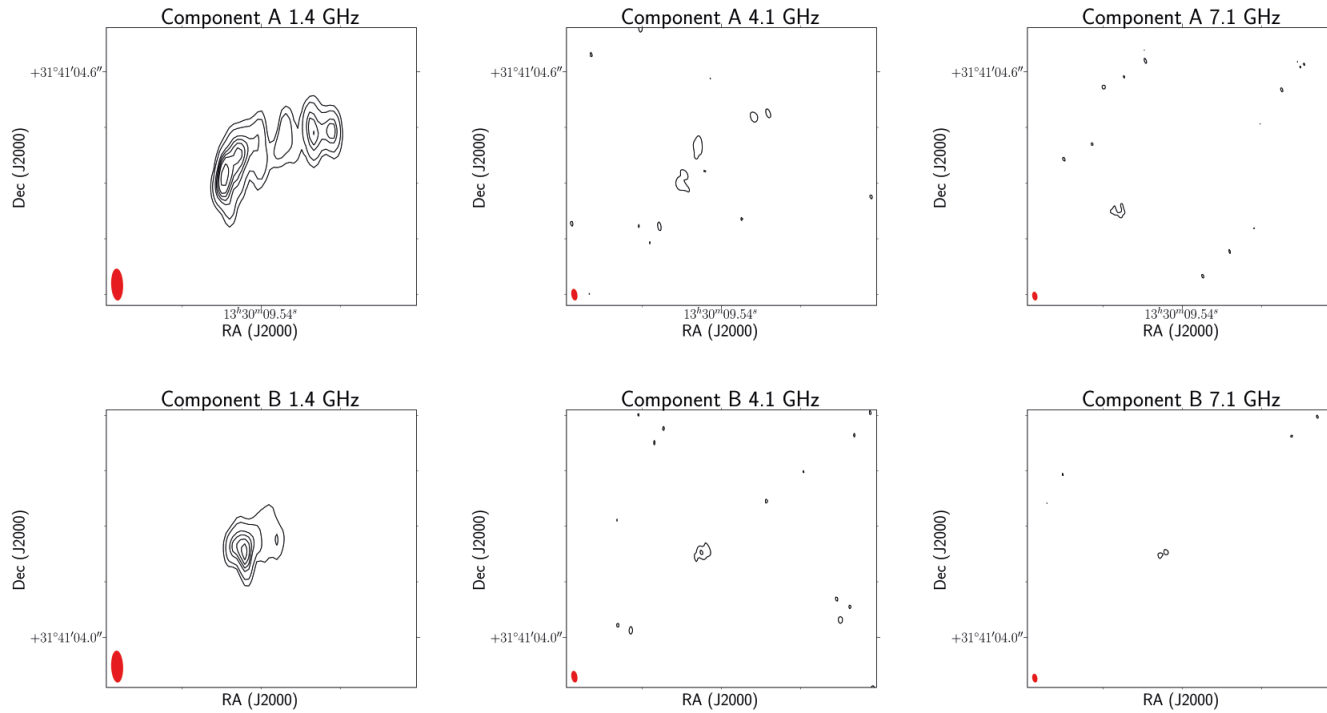 Component A 1.4 GHz
Component A 4.1 GHz
Component A 7.1 GHz
+31°41′04.6″
+31°41′04.6″
+31°41′04.6″
Dec (J2000)
Dec (J2000)
Dec (J2000)
13ʰ30ᵐ09.54ˢ
13ʰ30ᵐ09.54ˢ
13ʰ30ᵐ09.54ˢ
RA (J2000)
RA (J2000)
RA (J2000)
Component B 1.4 GHz
Component B 4.1 GHz
Component B 7.1 GHz
Dec (J2000)
Dec (J2000)
Dec (J2000)
+31°41′04.0″
+31°41′04.0″
+31°41′04.0″
RA (J2000)
RA (J2000)
RA (J2000)